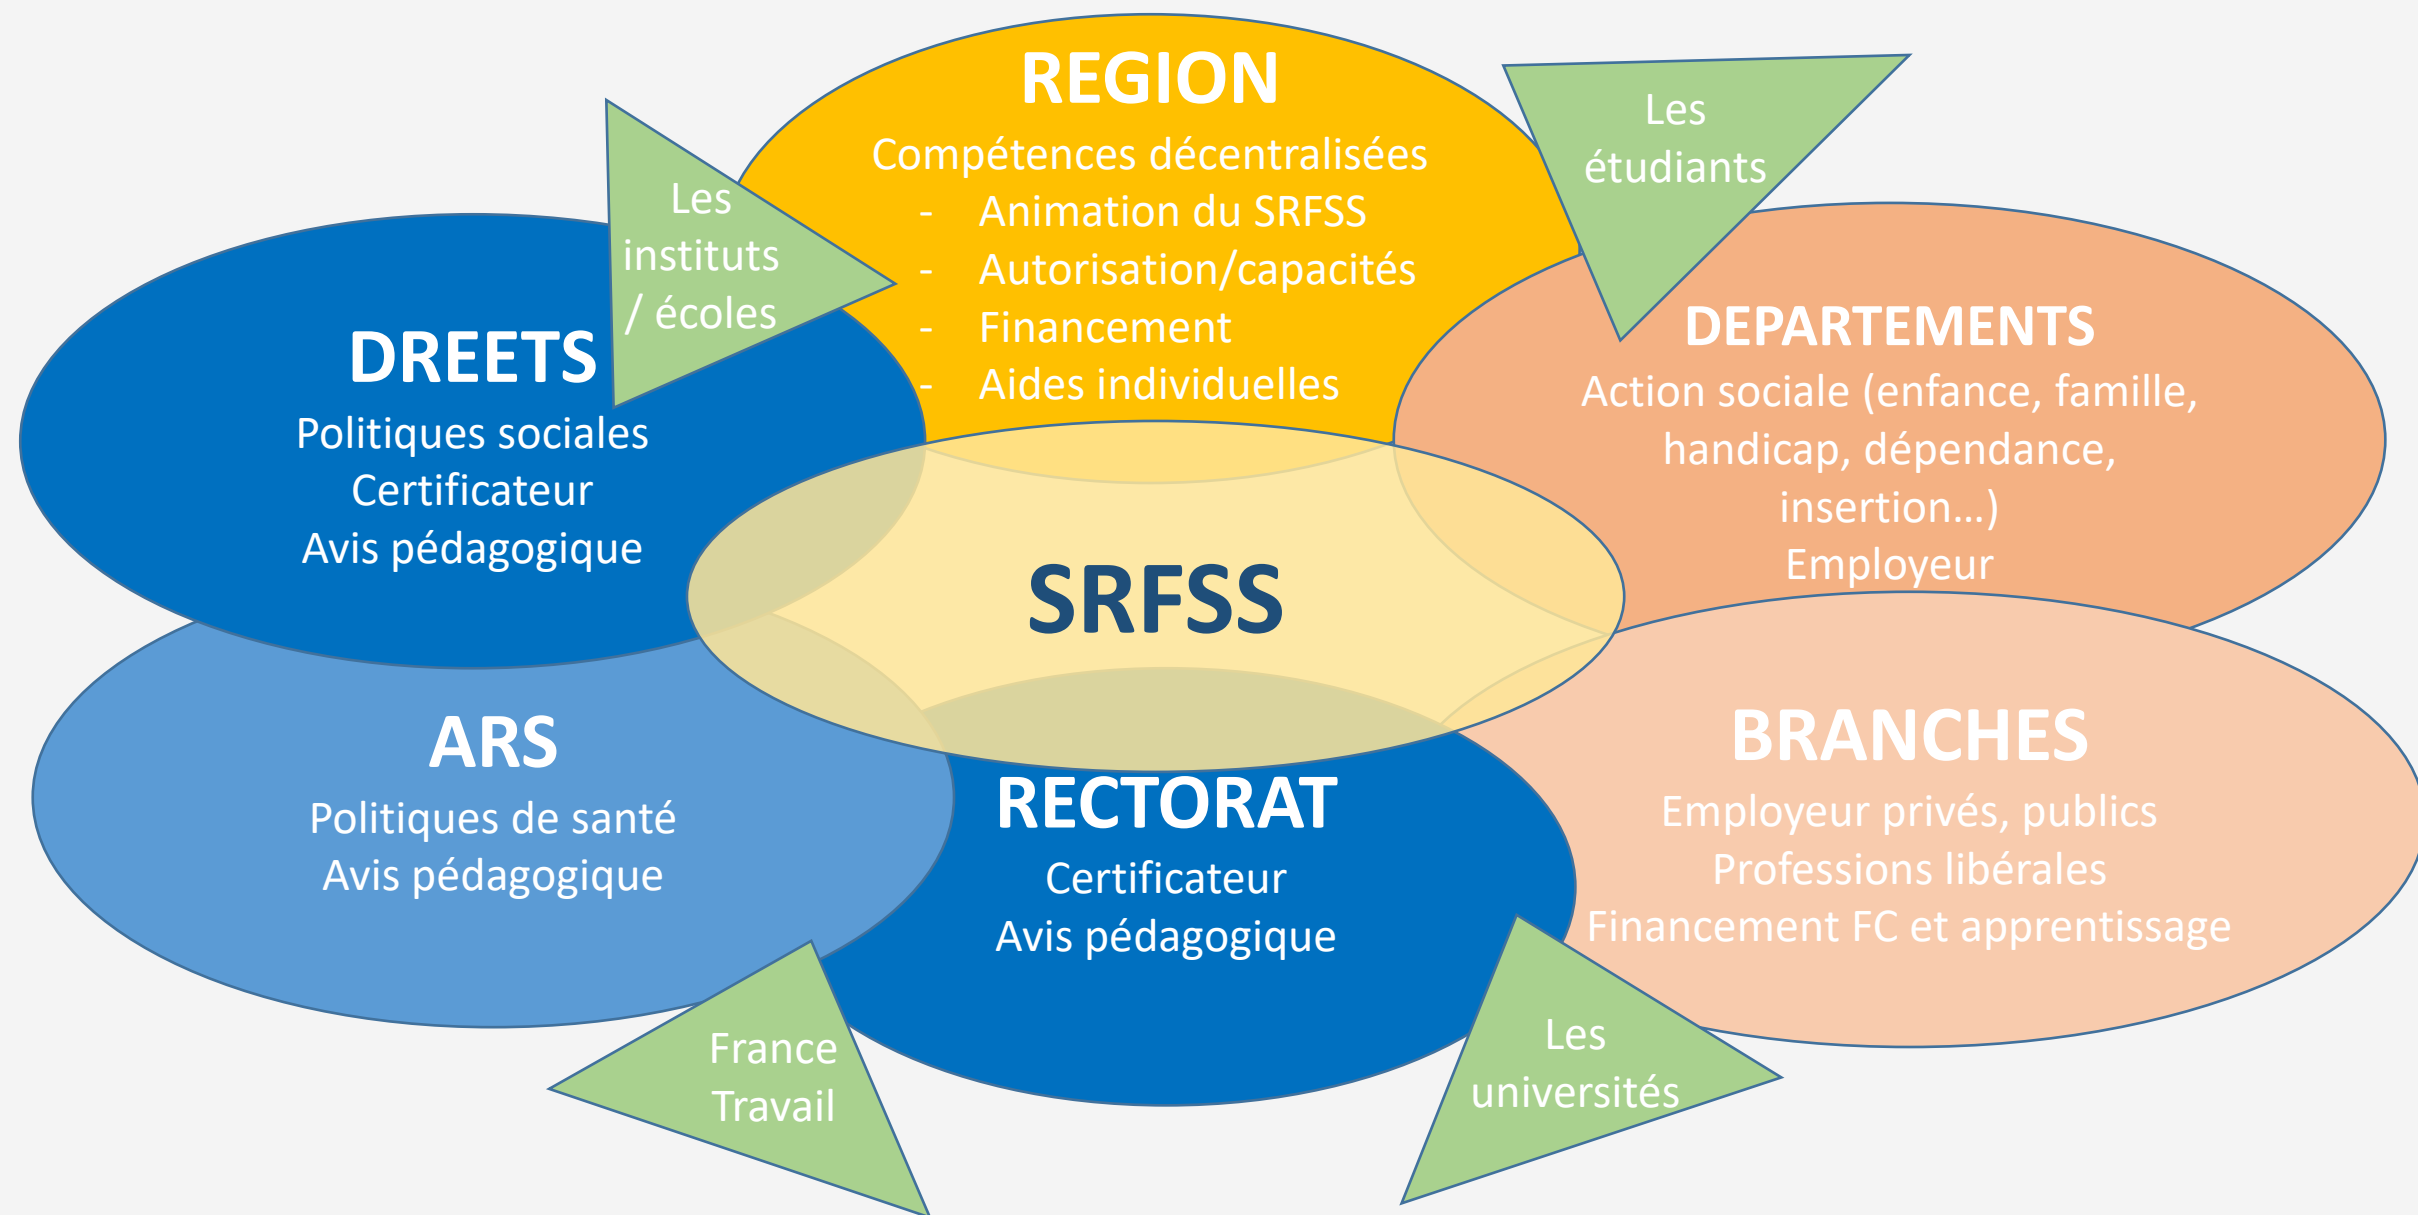 REGION
Compétences décentralisées
- Animation du SRFSS
- Autorisation/capacités
- Financement
- Aides individuelles
Les
instituts
/ écoles
Les
étudiants
DREETS
Politiques sociales
Certificateur
Avis pédagogique
DEPARTEMENTS
Action sociale (enfance, famille,
handicap, dépendance,
insertion...)
Employeur
SRFSS
ARS
Politiques de santé
Avis pédagogique
RECTORAT
Certificateur
Avis pédagogique
BRANCHES
Employeur privés, publics
Professions libérales
Financement FC et apprentissage
France
Travail
Les
universités